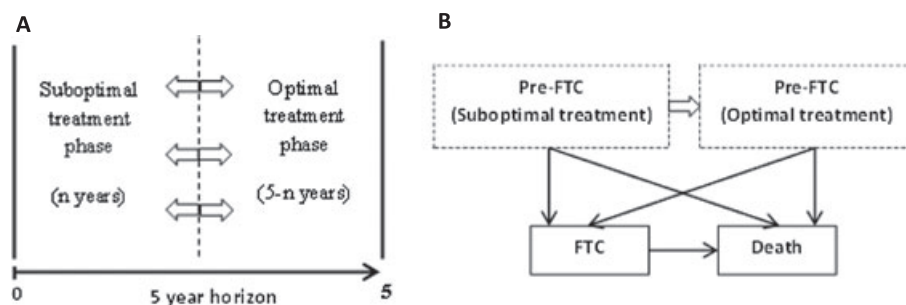 A
Suboptimal
treatment
phase
(n years)
Optimal
treatment
phase
(5-n years)
0
5 year horizon
5
B
Pre-FTC
(Suboptimal treatment)
Pre-FTC
(Optimal treatment)
FTC
Death